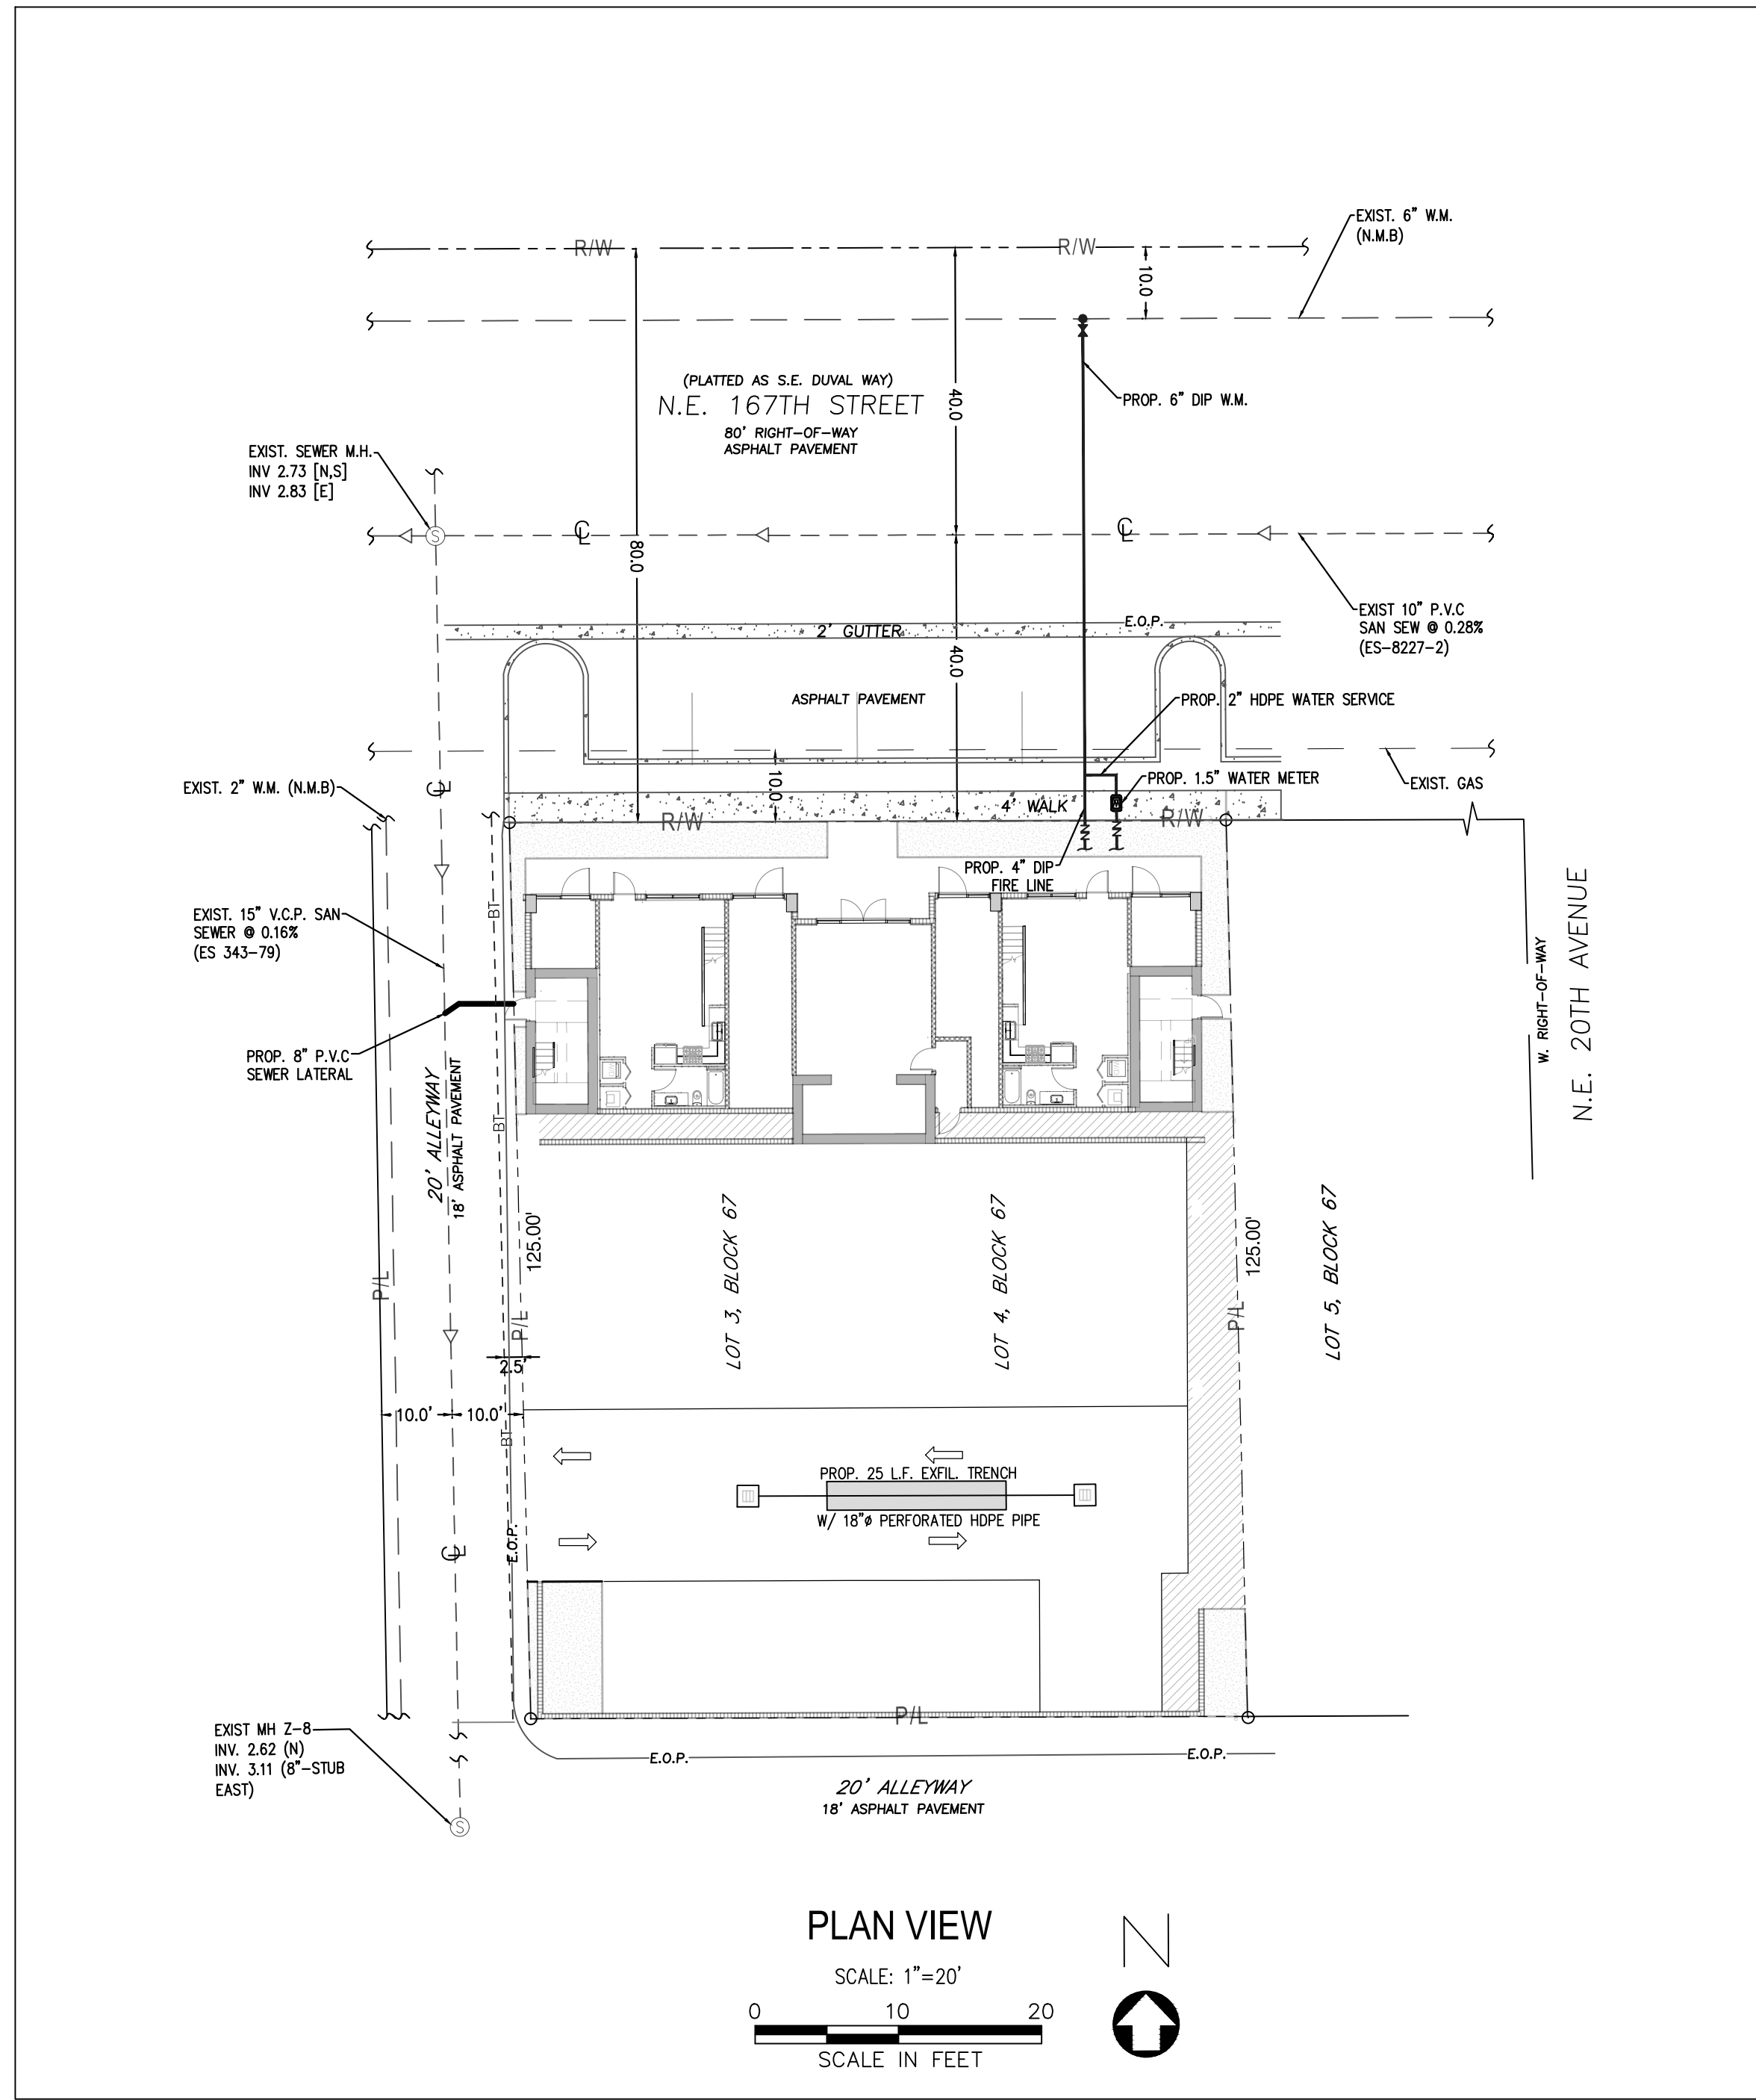 EXIST. 6" W.M.
(N.M.B)
R/W
R/W
10.0
(PLATTED AS S.E. DUVAL WAY)
N.E. 167TH STREET
80' RIGHT-OF-WAY
ASPHALT PAVEMENT
40.0
PROP. 6" DIP W.M.
EXIST. SEWER M.H.
INV 2.73 [N,S]
INV 2.83 [E]
S
CL
CL
80.0
EXIST 10" P.V.C
SAN SEW @ 0.28%
(ES-8227-2)
2' GUTTER
E.O.P.
40.0
ASPHALT PAVEMENT
PROP. 2" HDPE WATER SERVICE
EXIST. 2" W.M. (N.M.B)
CL
10.0
PROP. 1.5" WATER METER
EXIST. GAS
4' WALK
R/W
R/W
PROP. 4" DIP
FIRE LINE
EXIST. 15" V.C.P. SAN
SEWER @ 0.16%
(ES 343-79)
BT
W. RIGHT-OF-WAY
N.E. 20TH AVENUE
PROP. 8" P.V.C
SEWER LATERAL
20' ALLEYWAY
18' ASPHALT PAVEMENT
BT
125.00'
LOT 3, BLOCK 67
LOT 4, BLOCK 67
125.00'
LOT 5, BLOCK 67
P/L
P/L
P/L
2.5'
10.0'
10.0'
BT
PROP. 25 L.F. EXFIL. TRENCH
W/ 18"ø PERFORATED HDPE PIPE
E.O.P.
CL
P/L
EXIST MH Z-8
INV. 2.62 (N)
INV. 3.11 (8"-STUB
EAST)
S
E.O.P.
E.O.P.
20' ALLEYWAY
18' ASPHALT PAVEMENT
PLAN VIEW
N
SCALE: 1"=20'
0 10 20
SCALE IN FEET